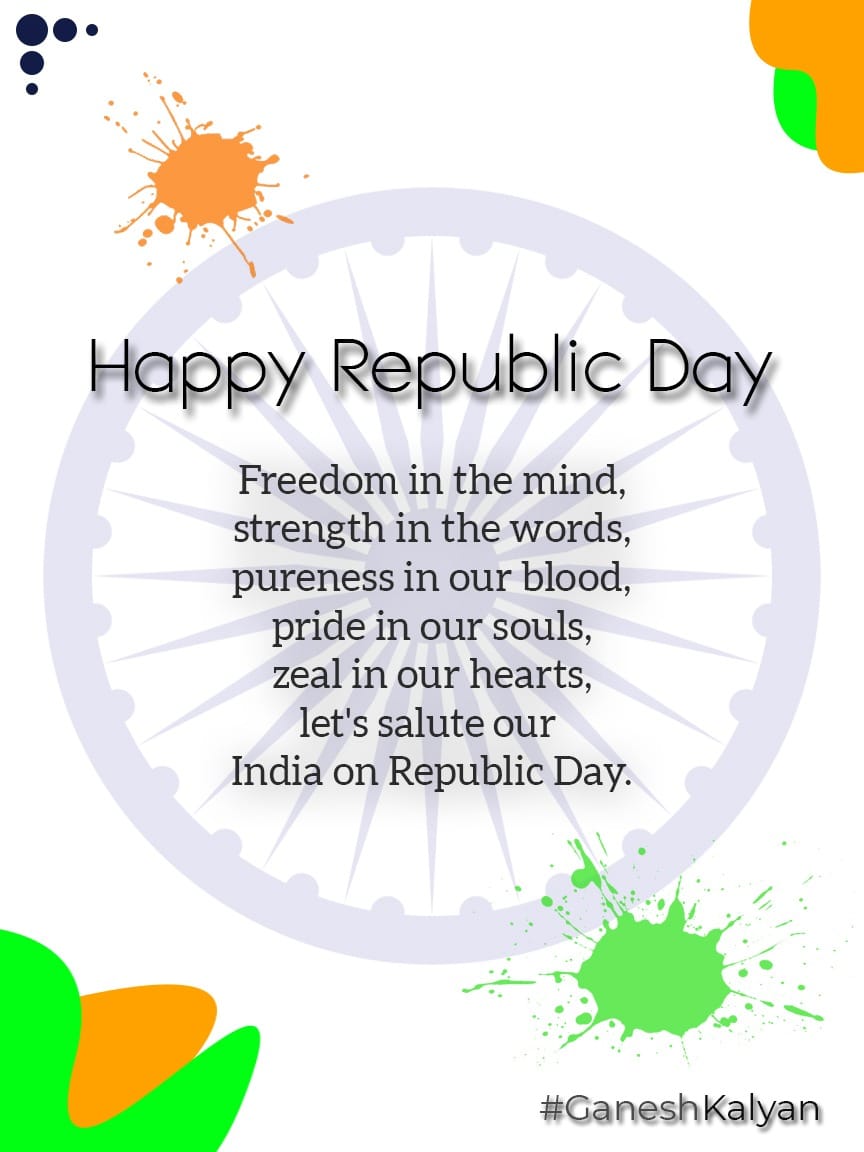 Happy Republic Day
Freedom in the mind,
strength in the words,
pureness in our blood,
pride in our souls,
zeal in our hearts,
let's salute our
India on Republic Day.
#GaneshKalyan